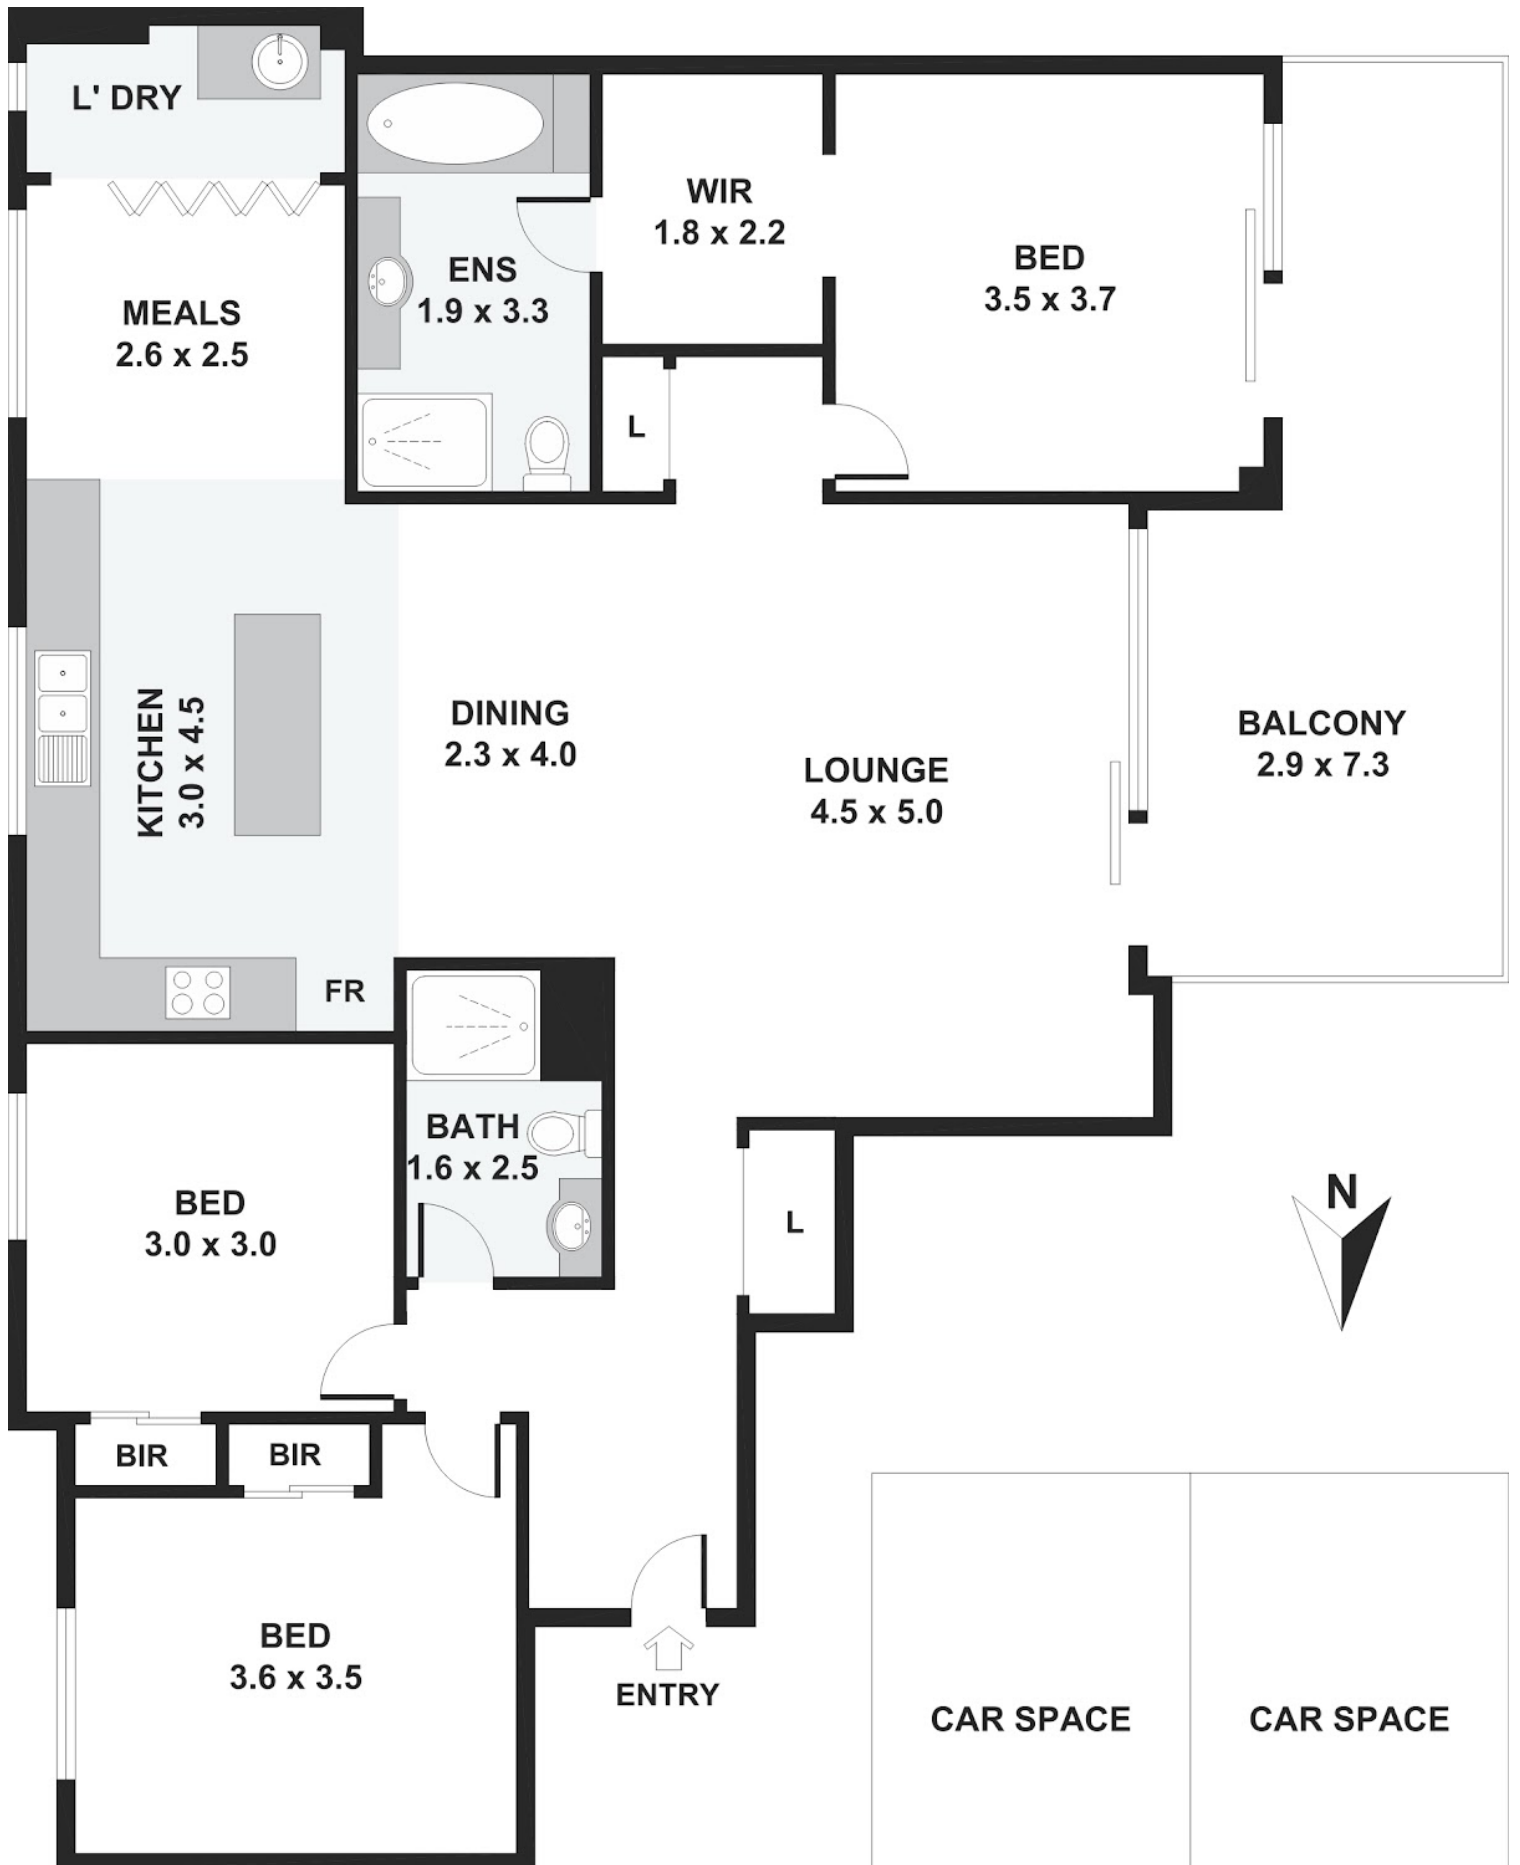 L' DRY
MEALS
2.6 x 2.5
ENS
1.9 x 3.3
WIR
1.8 x 2.2
BED
3.5 x 3.7
L
KITCHEN
3.0 x 4.5
DINING
2.3 x 4.0
LOUNGE
4.5 x 5.0
BALCONY
2.9 x 7.3
FR
BATH
1.6 x 2.5
BED
3.0 x 3.0
L
N
BIR
BIR
BED
3.6 x 3.5
ENTRY
CAR SPACE
CAR SPACE